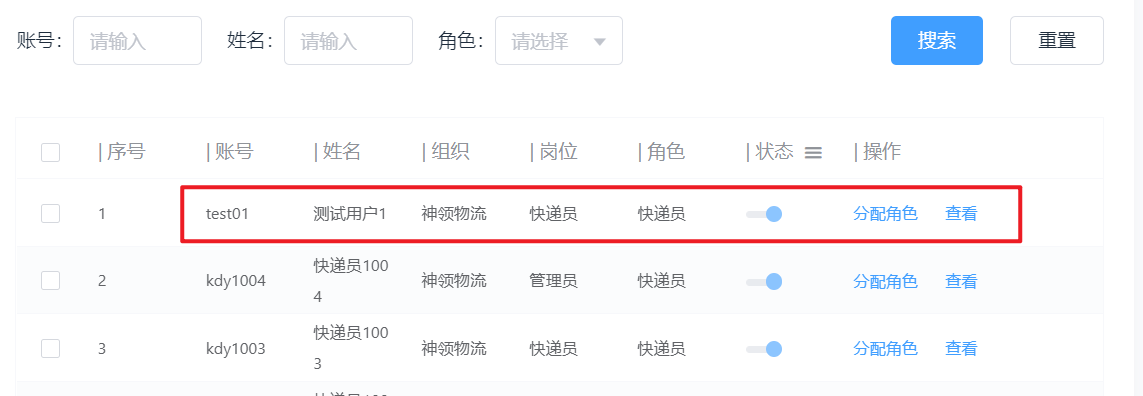 账号： 请输入 姓名： 请输入 角色： 请选择 搜索 重置
| 序号 | 账号 | 姓名 | 组织 | 岗位 | 角色 | 状态 | 操作
1 test01 测试用户1 神领物流 快递员 快递员 分配角色 查看
2 kdy1004 快递员1004 神领物流 管理员 快递员 分配角色 查看
3 kdy1003 快递员1003 神领物流 快递员 快递员 分配角色 查看